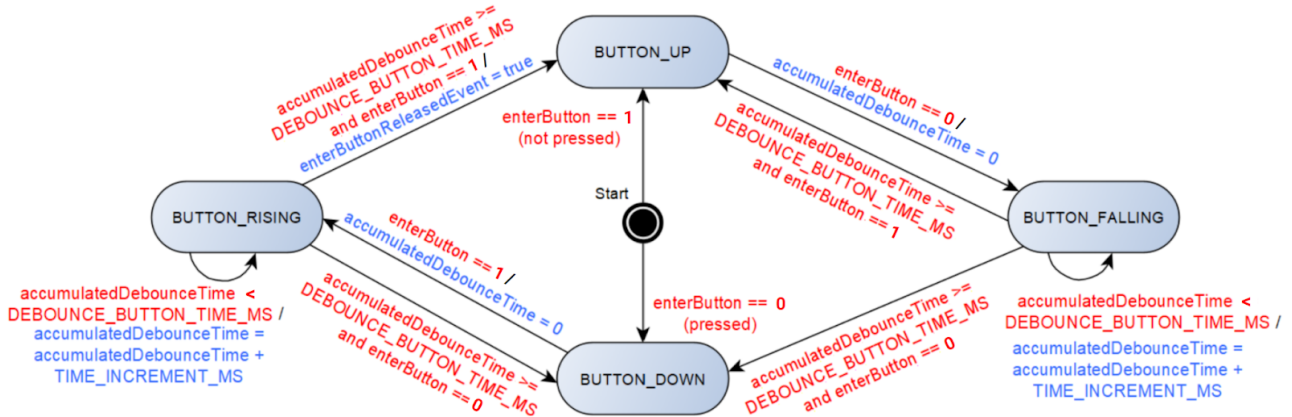 accumulatedDebounceTime >=
DEBOUNCE_BUTTON_TIME_MS
and enterButton == 1 /
enterButtonReleasedEvent = true
BUTTON_UP
enterButton == 0 /
accumulatedDebounceTime = 0
enterButton == 1
(not pressed)
accumulatedDebounceTime >=
DEBOUNCE_BUTTON_TIME_MS
and enterButton == 1
Start
BUTTON_RISING
BUTTON_FALLING
enterButton == 1 /
accumulatedDebounceTime = 0
accumulatedDebounceTime <
DEBOUNCE_BUTTON_TIME_MS /
accumulatedDebounceTime =
accumulatedDebounceTime +
TIME_INCREMENT_MS
accumulatedDebounceTime >=
DEBOUNCE_BUTTON_TIME_MS
and enterButton == 0
enterButton == 0
(pressed)
BUTTON_DOWN
accumulatedDebounceTime >=
DEBOUNCE_BUTTON_TIME_MS
and enterButton == 0
accumulatedDebounceTime <
DEBOUNCE_BUTTON_TIME_MS /
accumulatedDebounceTime =
accumulatedDebounceTime +
TIME_INCREMENT_MS